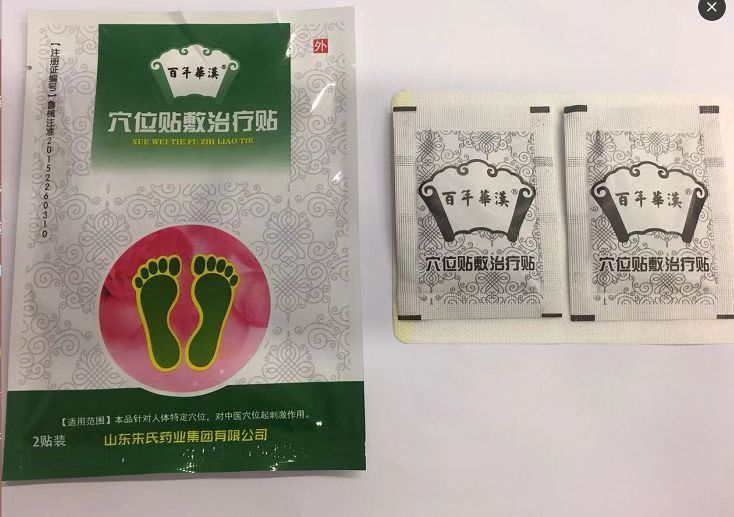 百年華漢®
外
穴位贴敷治疗贴
XUE WEI TIE FU ZHI LIAO TIE
【注册证编号】鲁械注准20152260310
【适用范围】本品针对人体特定穴位，对中医穴位起刺激作用。
2贴装
山东朱氏药业集团有限公司
百年華漢®
穴位贴敷治疗贴
百年華漢®
穴位贴敷治疗贴